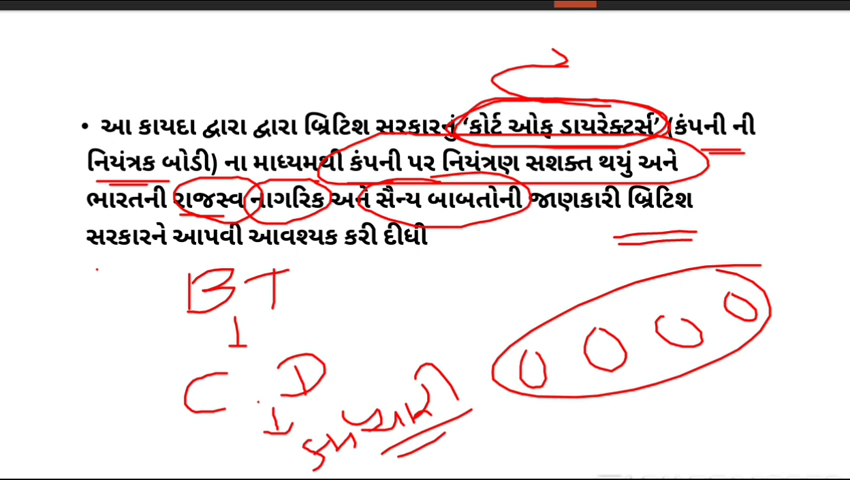 • આ કાયદા દ્વારા દ્વારા બ્રિટિશ સરકારનું ‘કોર્ટ ઓફ ડાયરેક્ટર્સ’ (કંપની ની
નિયંત્રક બોડી) ના માધ્યમથી કંપની પર નિયંત્રણ સશક્ત થયું અને
ભારતની રાજસ્વ નાગરિક અને સૈન્ય બાબતોની જાણકારી બ્રિટિશ
સરકારને આપવી આવશ્યક કરી દીધી
BT
C D